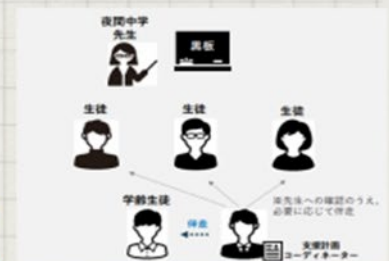 夜間中学
先生
黒板
生徒
生徒
生徒
学齢生徒
伴走
※先生への確認のうえ、
必要に応じて伴走
支援計画
コーディネーター